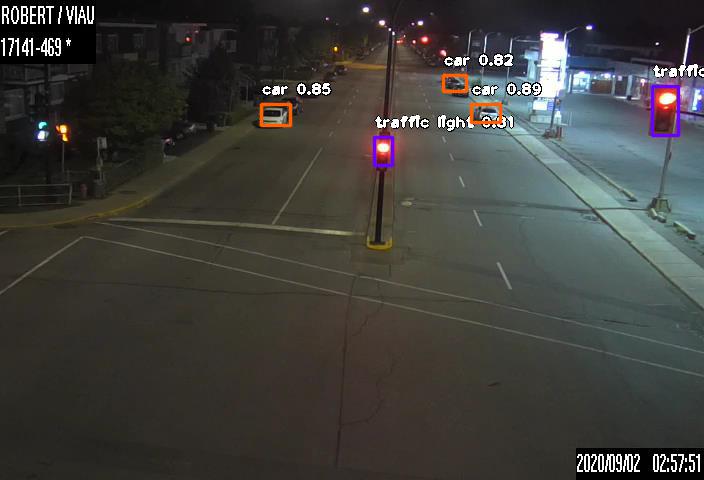 ROBERT / VIAU
17141-469 *
car 0.82
traffic
car 0.85
car 0.89
traffic light 0.81
2020/09/02 02:57:51